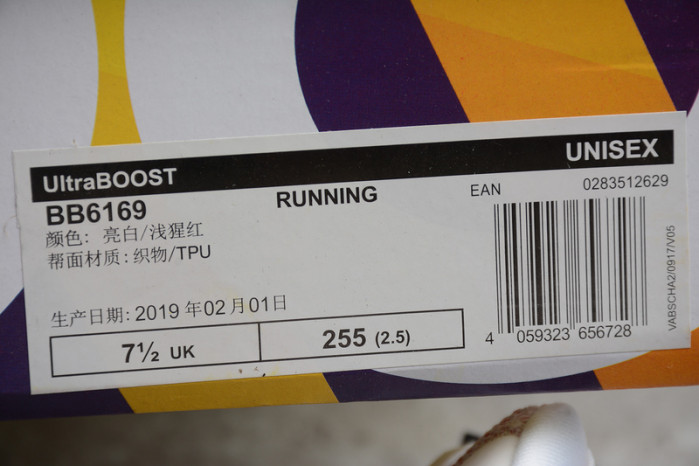 UltraBOOST UNISEX
BB6169 RUNNING EAN 0283512629
颜色: 亮白/浅猩红
帮面材质: 织物/TPU
生产日期: 2019 年 02 月 01日
7½ UK 255 (2.5)
4 059323 656728
VABSCHA2/0917/V05